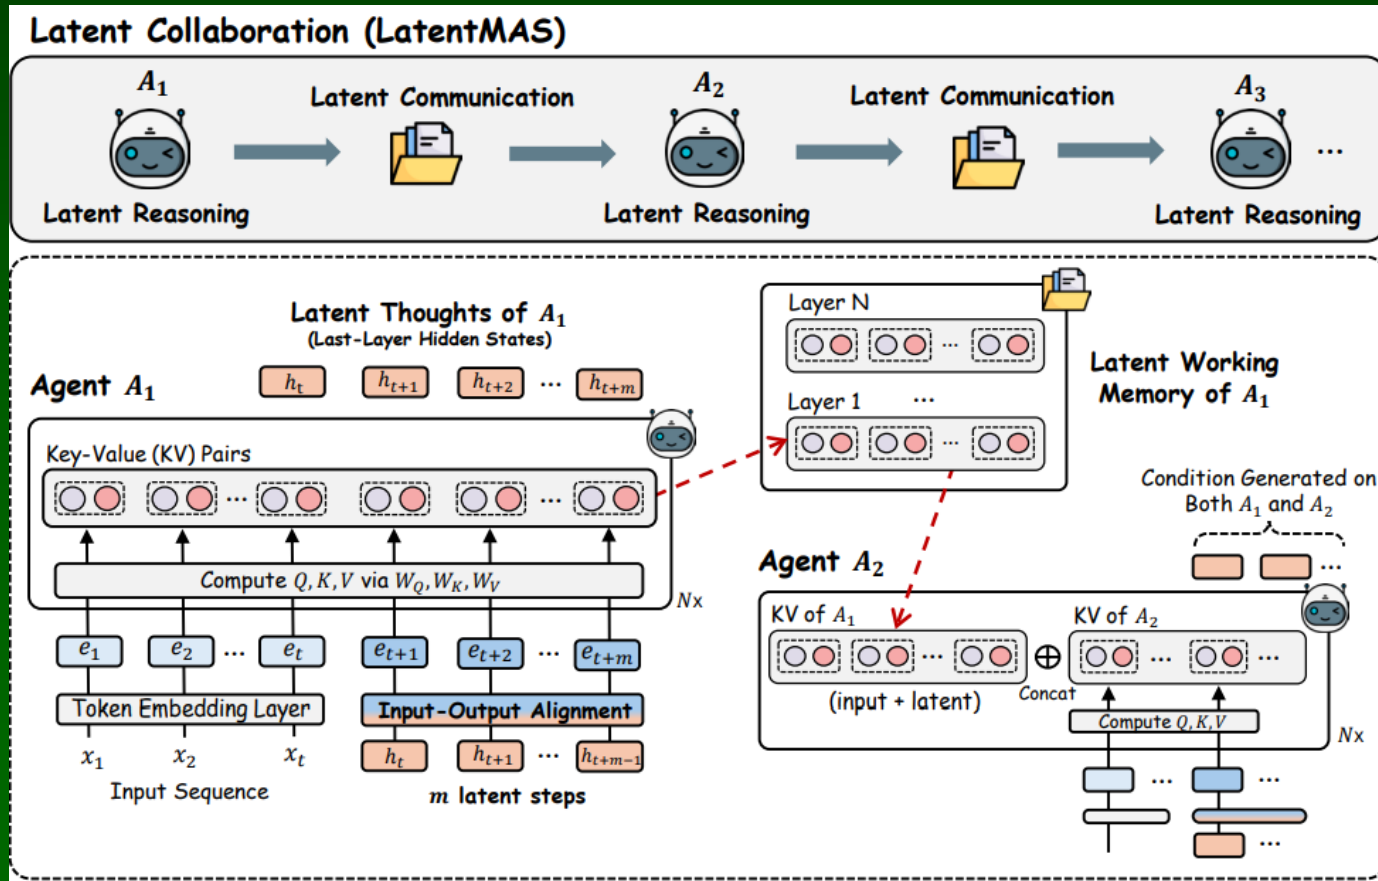 Latent Collaboration (LatentMAS)
A₁
Latent Communication
A₂
Latent Communication
A₃
...
Latent Reasoning
Latent Reasoning
Latent Reasoning
Latent Thoughts of A₁
(Last-Layer Hidden States)
Agent A₁
hₜ hₜ₊₁ hₜ₊₂ ... hₜ₊ₘ
Key-Value (KV) Pairs
... ...
Compute Q, K, V via W_Q, W_K, W_V
Nx
e₁ e₂ ... eₜ eₜ₊₁ eₜ₊₂ ... eₜ₊ₘ
Token Embedding Layer
Input-Output Alignment
x₁ x₂ xₜ
hₜ hₜ₊₁ ... hₜ₊ₘ₋₁
Input Sequence
m latent steps
Layer N
...
Layer 1 ...
...
Latent Working
Memory of A₁
Condition Generated on
Both A₁ and A₂
...
Agent A₂
KV of A₁
...
(input + latent)
⊕
Concat
KV of A₂
... ...
Compute Q, K, V
Nx
... ...
...